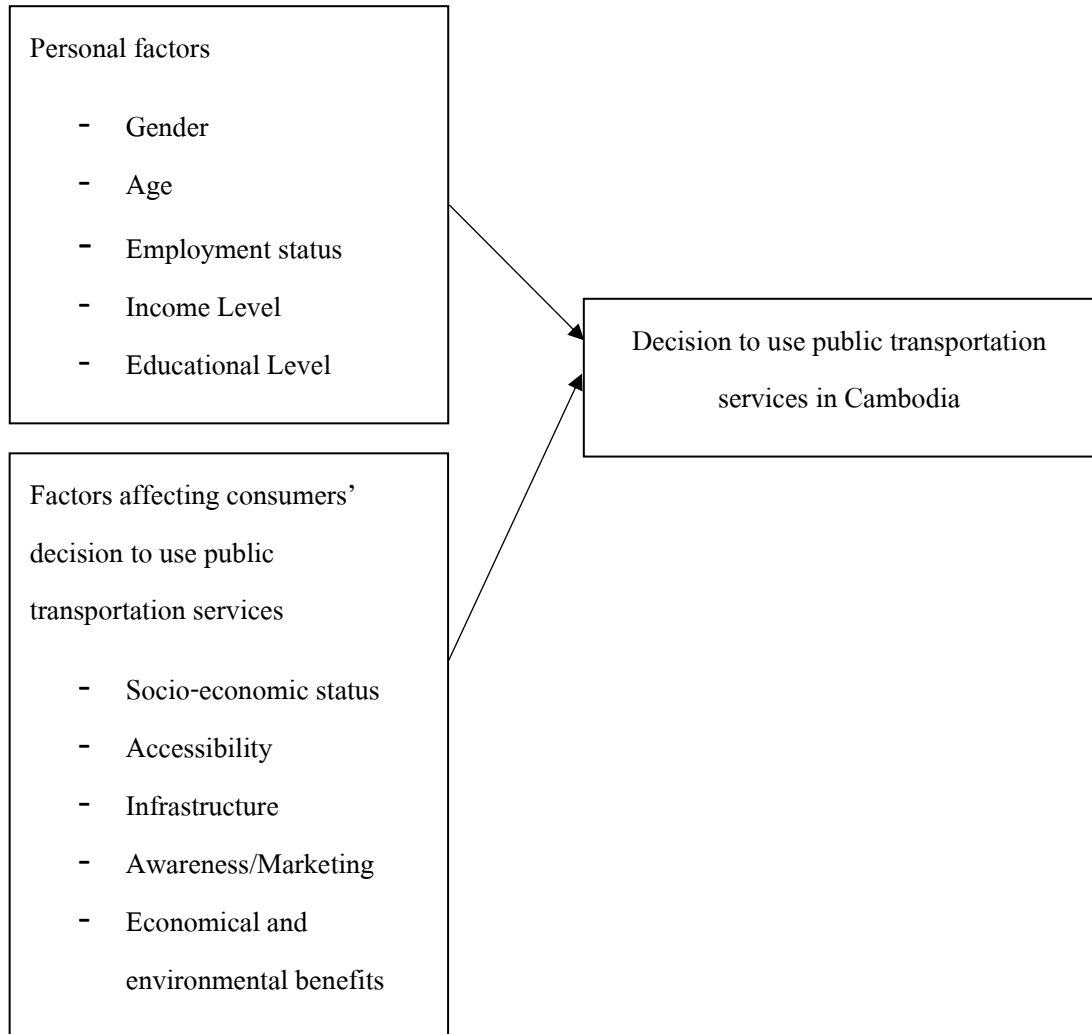 Personal factors
- Gender
- Age
- Employment status
- Income Level
- Educational Level
Decision to use public transportation
services in Cambodia
Factors affecting consumers’
decision to use public
transportation services
- Socio-economic status
- Accessibility
- Infrastructure
- Awareness/Marketing
- Economical and
environmental benefits